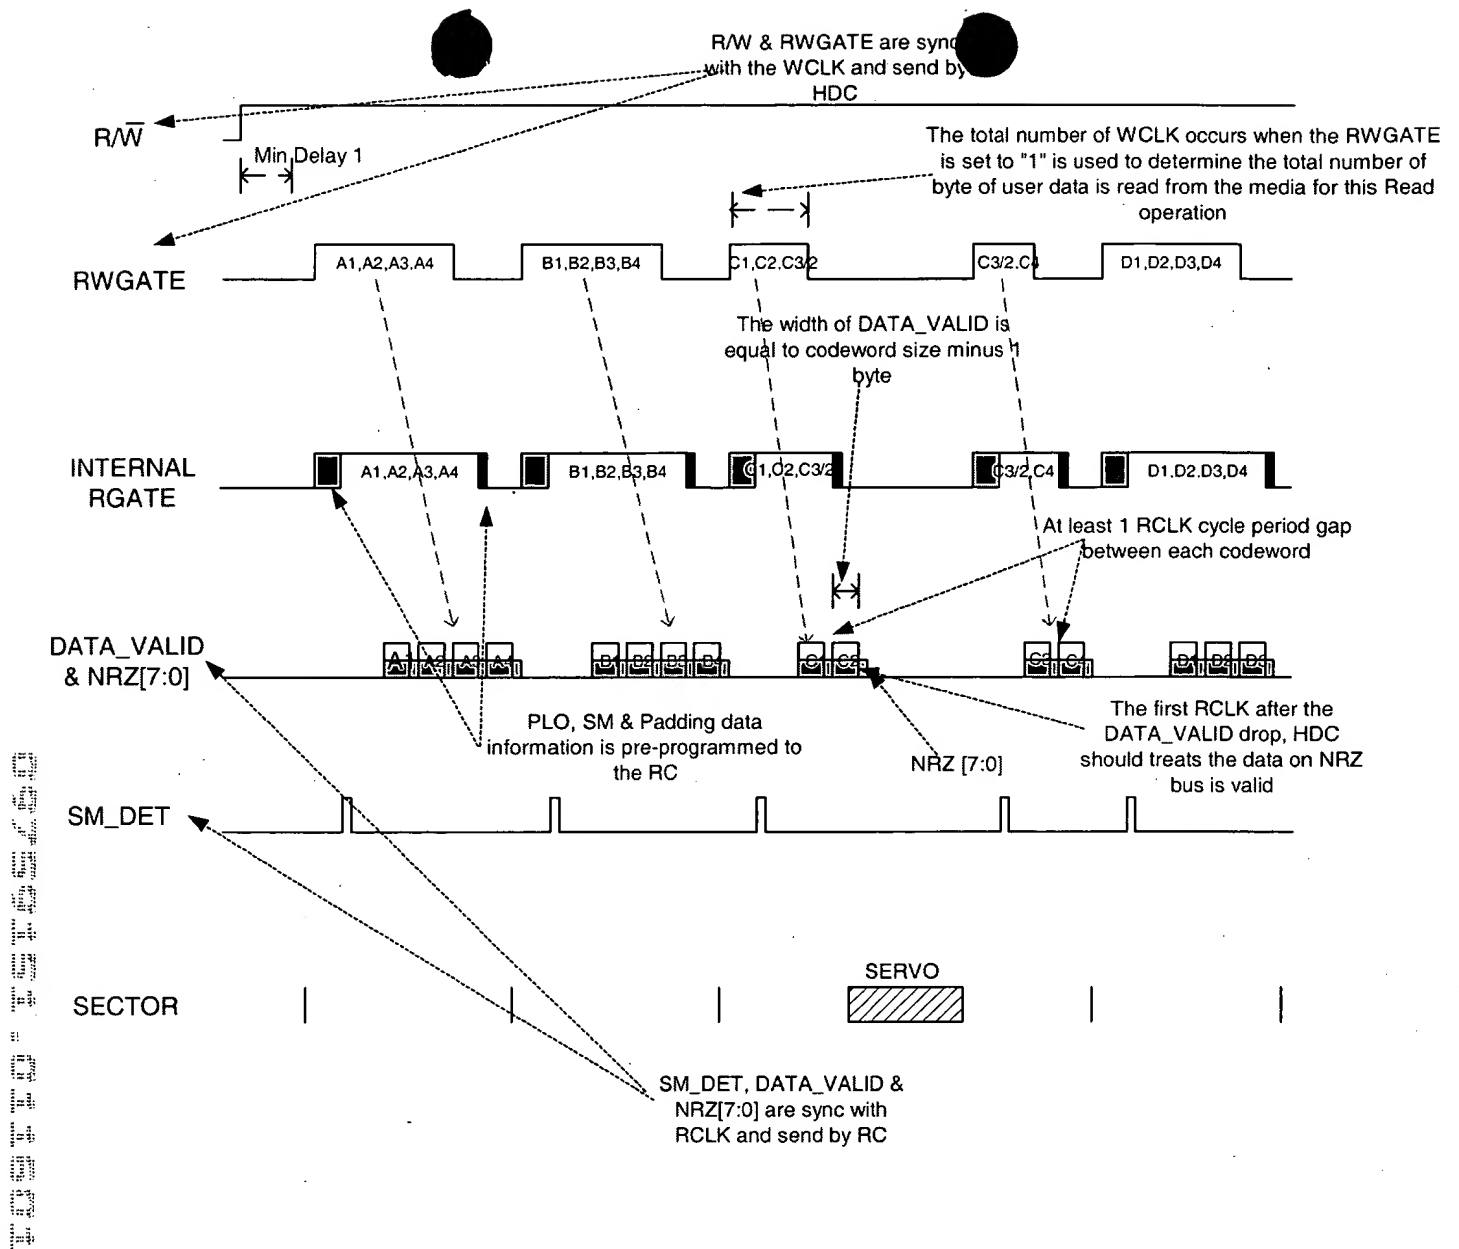 R/W & RWGATE are sync
with the WCLK and send by
HDC
R/W
Min Delay 1
The total number of WCLK occurs when the RWGATE
is set to "1" is used to determine the total number of
byte of user data is read from the media for this Read
operation
RWGATE
A1,A2,A3,A4
B1,B2,B3,B4
C1,C2,C3/2
C3/2,C4
D1,D2,D3,D4
The width of DATA_VALID is
equal to codeword size minus 1
byte
INTERNAL
RGATE
A1,A2,A3,A4
B1,B2,B3,B4
C1,C2,C3/2
C3/2,C4
D1,D2.D3,D4
At least 1 RCLK cycle period gap
between each codeword
DATA_VALID
& NRZ[7:0]
PLO, SM & Padding data
information is pre-programmed to
the RC
NRZ [7:0]
The first RCLK after the
DATA_VALID drop, HDC
should treats the data on NRZ
bus is valid
SM_DET
SERVO
SECTOR
SM_DET, DATA_VALID &
NRZ[7:0] are sync with
RCLK and send by RC